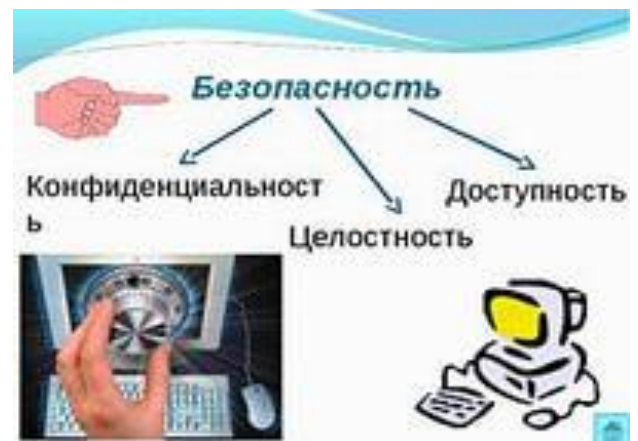 Безопасность
Конфиденциальност
ь
Целостность
Доступность